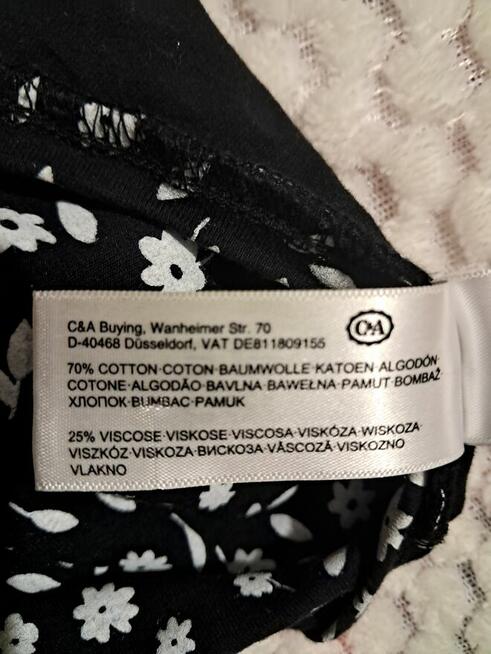 C&A Buying, Wanheimer Str. 70
D-40468 Düsseldorf, VAT DE811809155
C&A
70% COTTON·COTON·BAUMWOLLE·KATOEN·ALGODÓN·
COTONE·ALGODÃO·BAVLNA·BAWEŁNA·PAMUT·BOMBAŽ·
ХЛОПОК·BUMBAC·PAMUK
25% VISCOSE·VISKOSE·VISCOSA·VISKÓZA·WISKOZA·
VISZKÓZ·VISKOZA·ВИСКОЗА·VÂSCOZĂ·VISKOZNO
VLAKNO